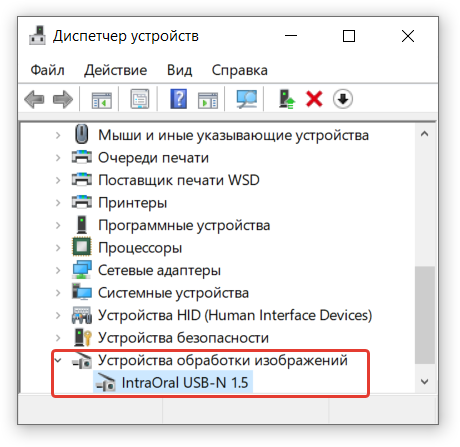 Диспетчер устройств
Файл Действие Вид Справка
Мыши и иные указывающие устройства
Очереди печати
Поставщик печати WSD
Принтеры
Программные устройства
Процессоры
Сетевые адаптеры
Системные устройства
Устройства HID (Human Interface Devices)
Устройства безопасности
Устройства обработки изображений
IntraOral USB-N 1.5